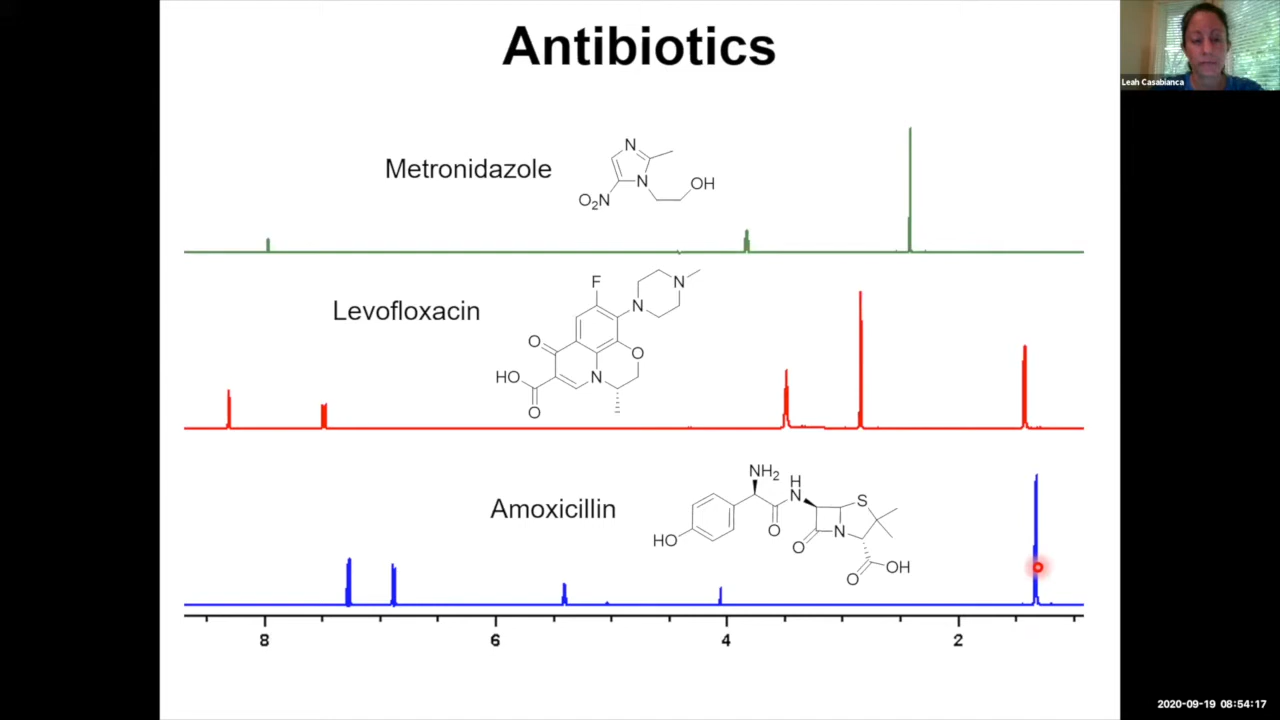 Antibiotics
Leah Casabianca
Metronidazole
N
N
OH
O2N
Levofloxacin
F
N
N
O
O
HO
N
O
Amoxicillin
NH2
H
N
S
O
N
HO
O
OH
O
8 6 4 2
2020-09-19 08:54:17